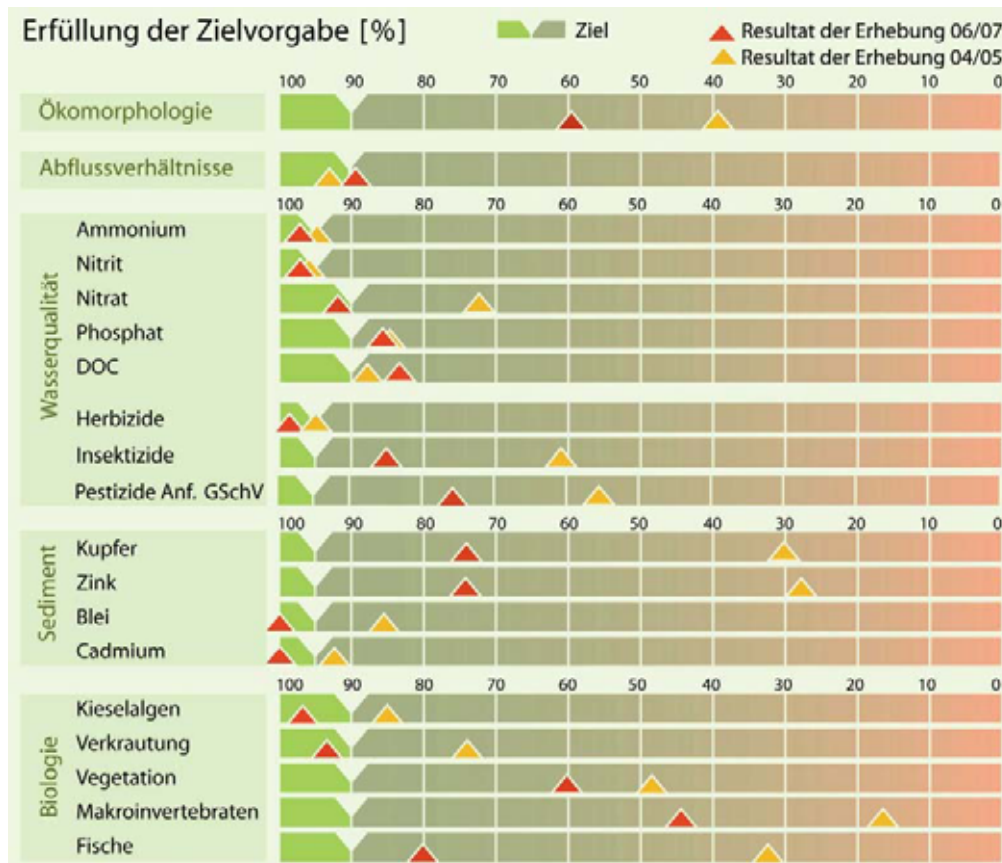 Erfüllung der Zielvorgabe [%]
Ziel
Resultat der Erhebung 06/07
Resultat der Erhebung 04/05
100 90 80 70 60 50 40 30 20 10 0
Ökomorphologie
Abflussverhältnisse
100 90 80 70 60 50 40 30 20 10 0
Wasserqualität
Ammonium
Nitrit
Nitrat
Phosphat
DOC
Herbizide
Insektizide
Pestizide Anf. GSchV
100 90 80 70 60 50 40 30 20 10 0
Sediment
Kupfer
Zink
Blei
Cadmium
100 90 80 70 60 50 40 30 20 10 0
Biologie
Kieselalgen
Verkrautung
Vegetation
Makroinvertebraten
Fische